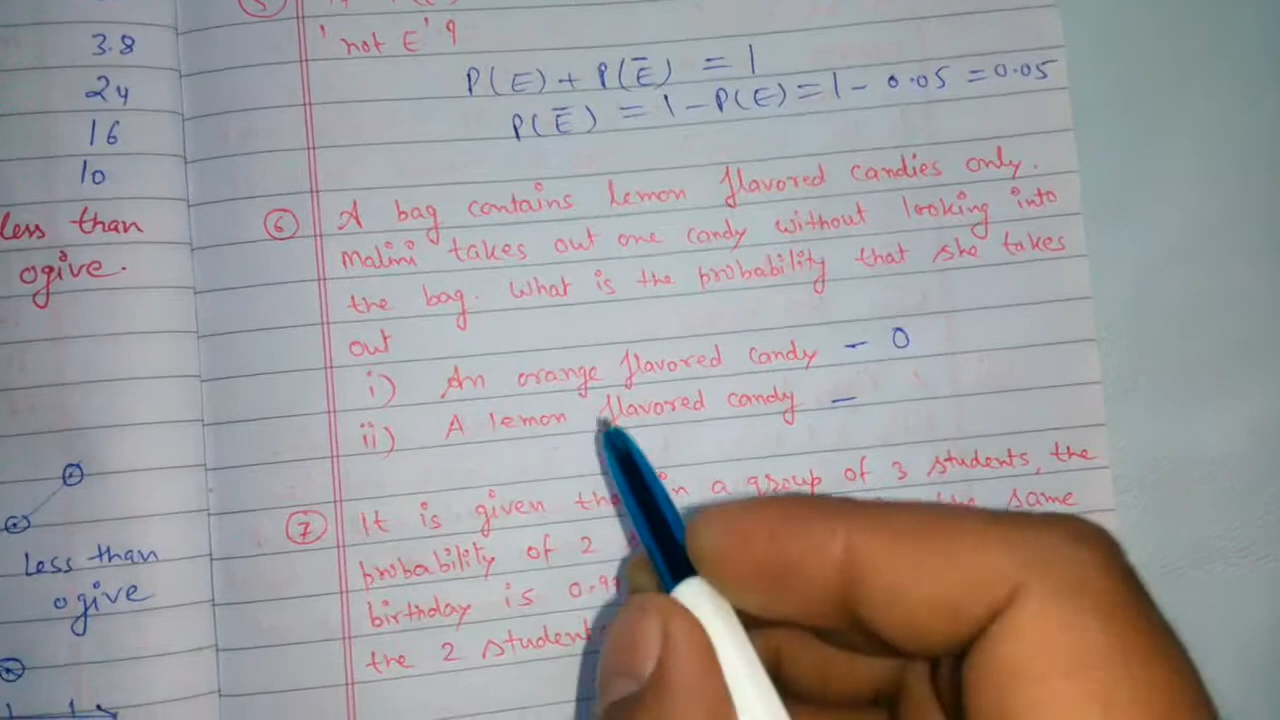 3.8
24
16
10
less than
ogive.
less than
ogive
5
'not E' ?
P(E) + P(Ē) = 1
P(Ē) = 1 - P(E) = 1 - 0.05 = 0.05
6 A bag contains lemon flavored candies only.
Malini takes out one candy without looking into
the bag. What is the probability that she takes
out
i) An orange flavored candy - 0
ii) A lemon flavored candy -
7 It is given in a group of 3 students, the
probability of 2 the same
birthday is
the 2